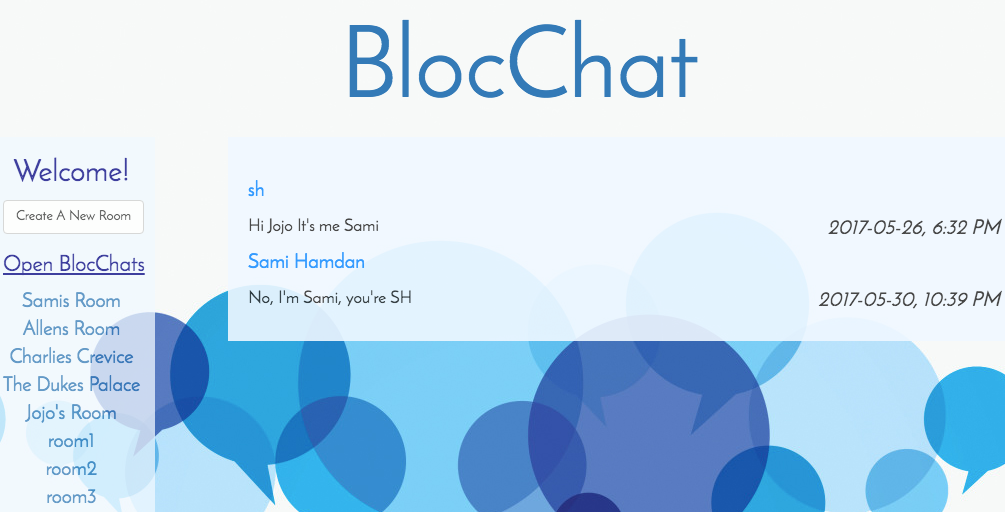 BlocChat
Welcome!
Create A New Room
Open BlocChats
Samis Room
Allens Room
Charlies Crevice
The Dukes Palace
Jojo's Room
room1
room2
room3
sh
Hi Jojo It's me Sami 2017-05-26, 6:32 PM
Sami Hamdan
No, I'm Sami, you're SH 2017-05-30, 10:39 PM